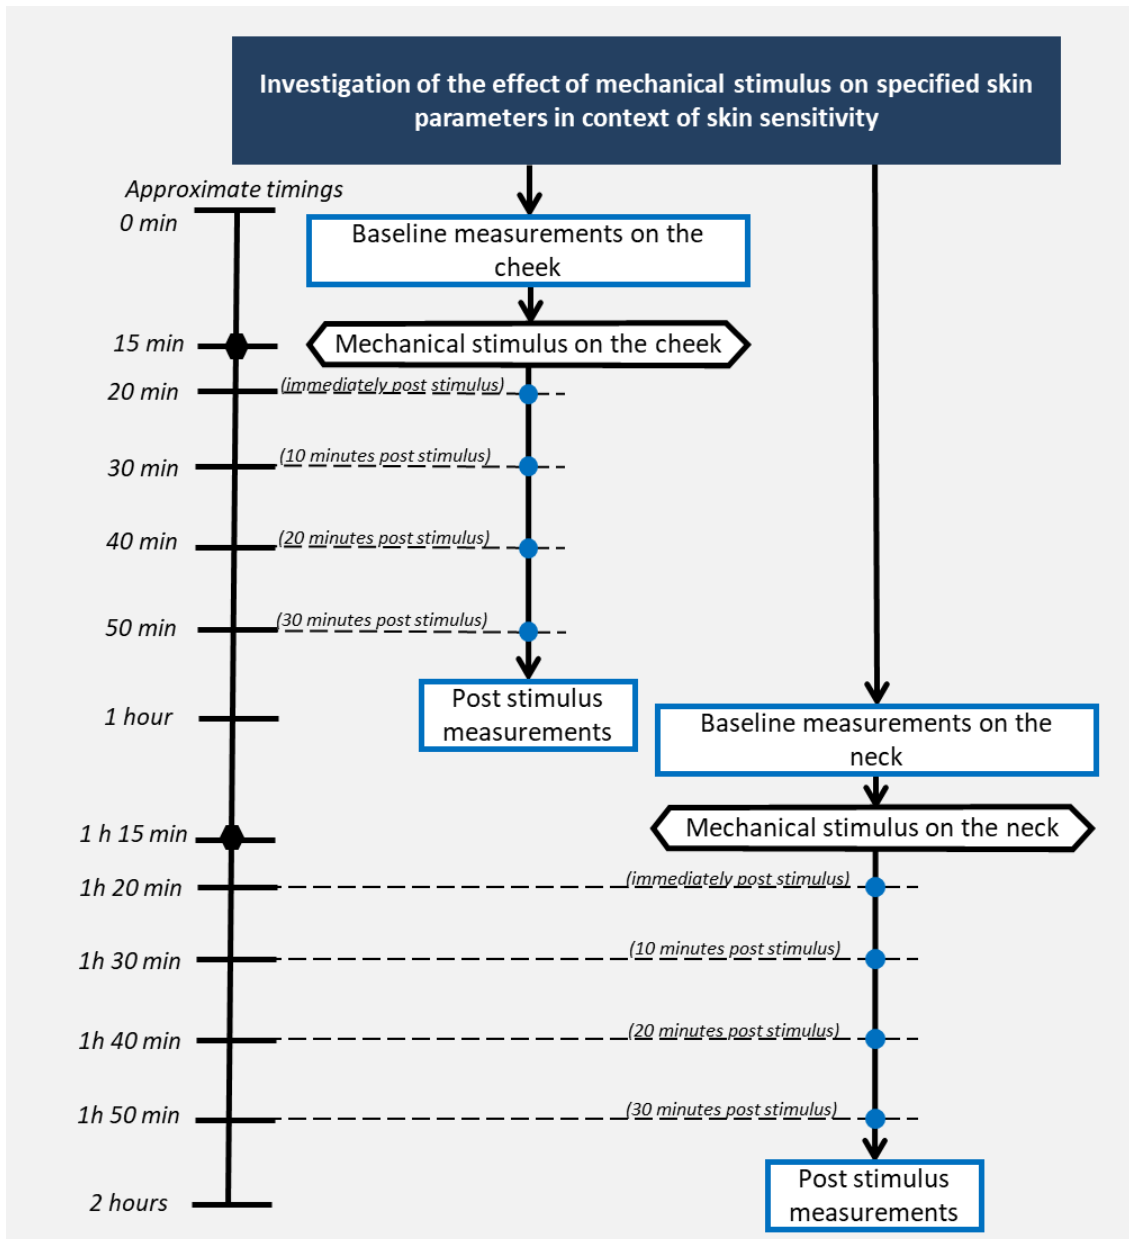 Investigation of the effect of mechanical stimulus on specified skin
parameters in context of skin sensitivity
Approximate timings
0 min
Baseline measurements on the
cheek
15 min
Mechanical stimulus on the cheek
20 min
(immediately post stimulus)
30 min
(10 minutes post stimulus)
40 min
(20 minutes post stimulus)
50 min
(30 minutes post stimulus)
Post stimulus
measurements
1 hour
Baseline measurements on the
neck
1 h 15 min
Mechanical stimulus on the neck
1h 20 min
(immediately post stimulus)
1h 30 min
(10 minutes post stimulus)
1h 40 min
(20 minutes post stimulus)
1h 50 min
(30 minutes post stimulus)
Post stimulus
measurements
2 hours